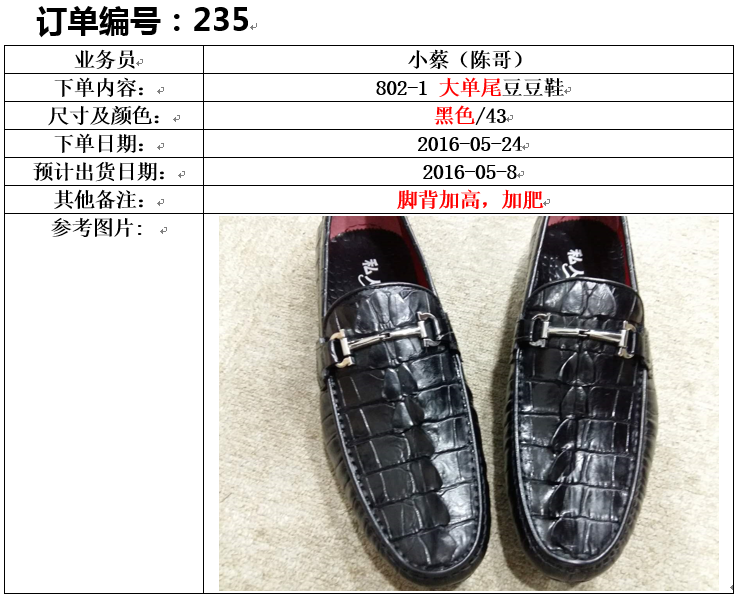 订单编号：235
业务员
小蔡（陈哥）
下单内容：
802-1 大单尾豆豆鞋
尺寸及颜色：
黑色/43
下单日期：
2016-05-24
预计出货日期：
2016-05-8
其他备注：
脚背加高，加肥
参考图片：
私人